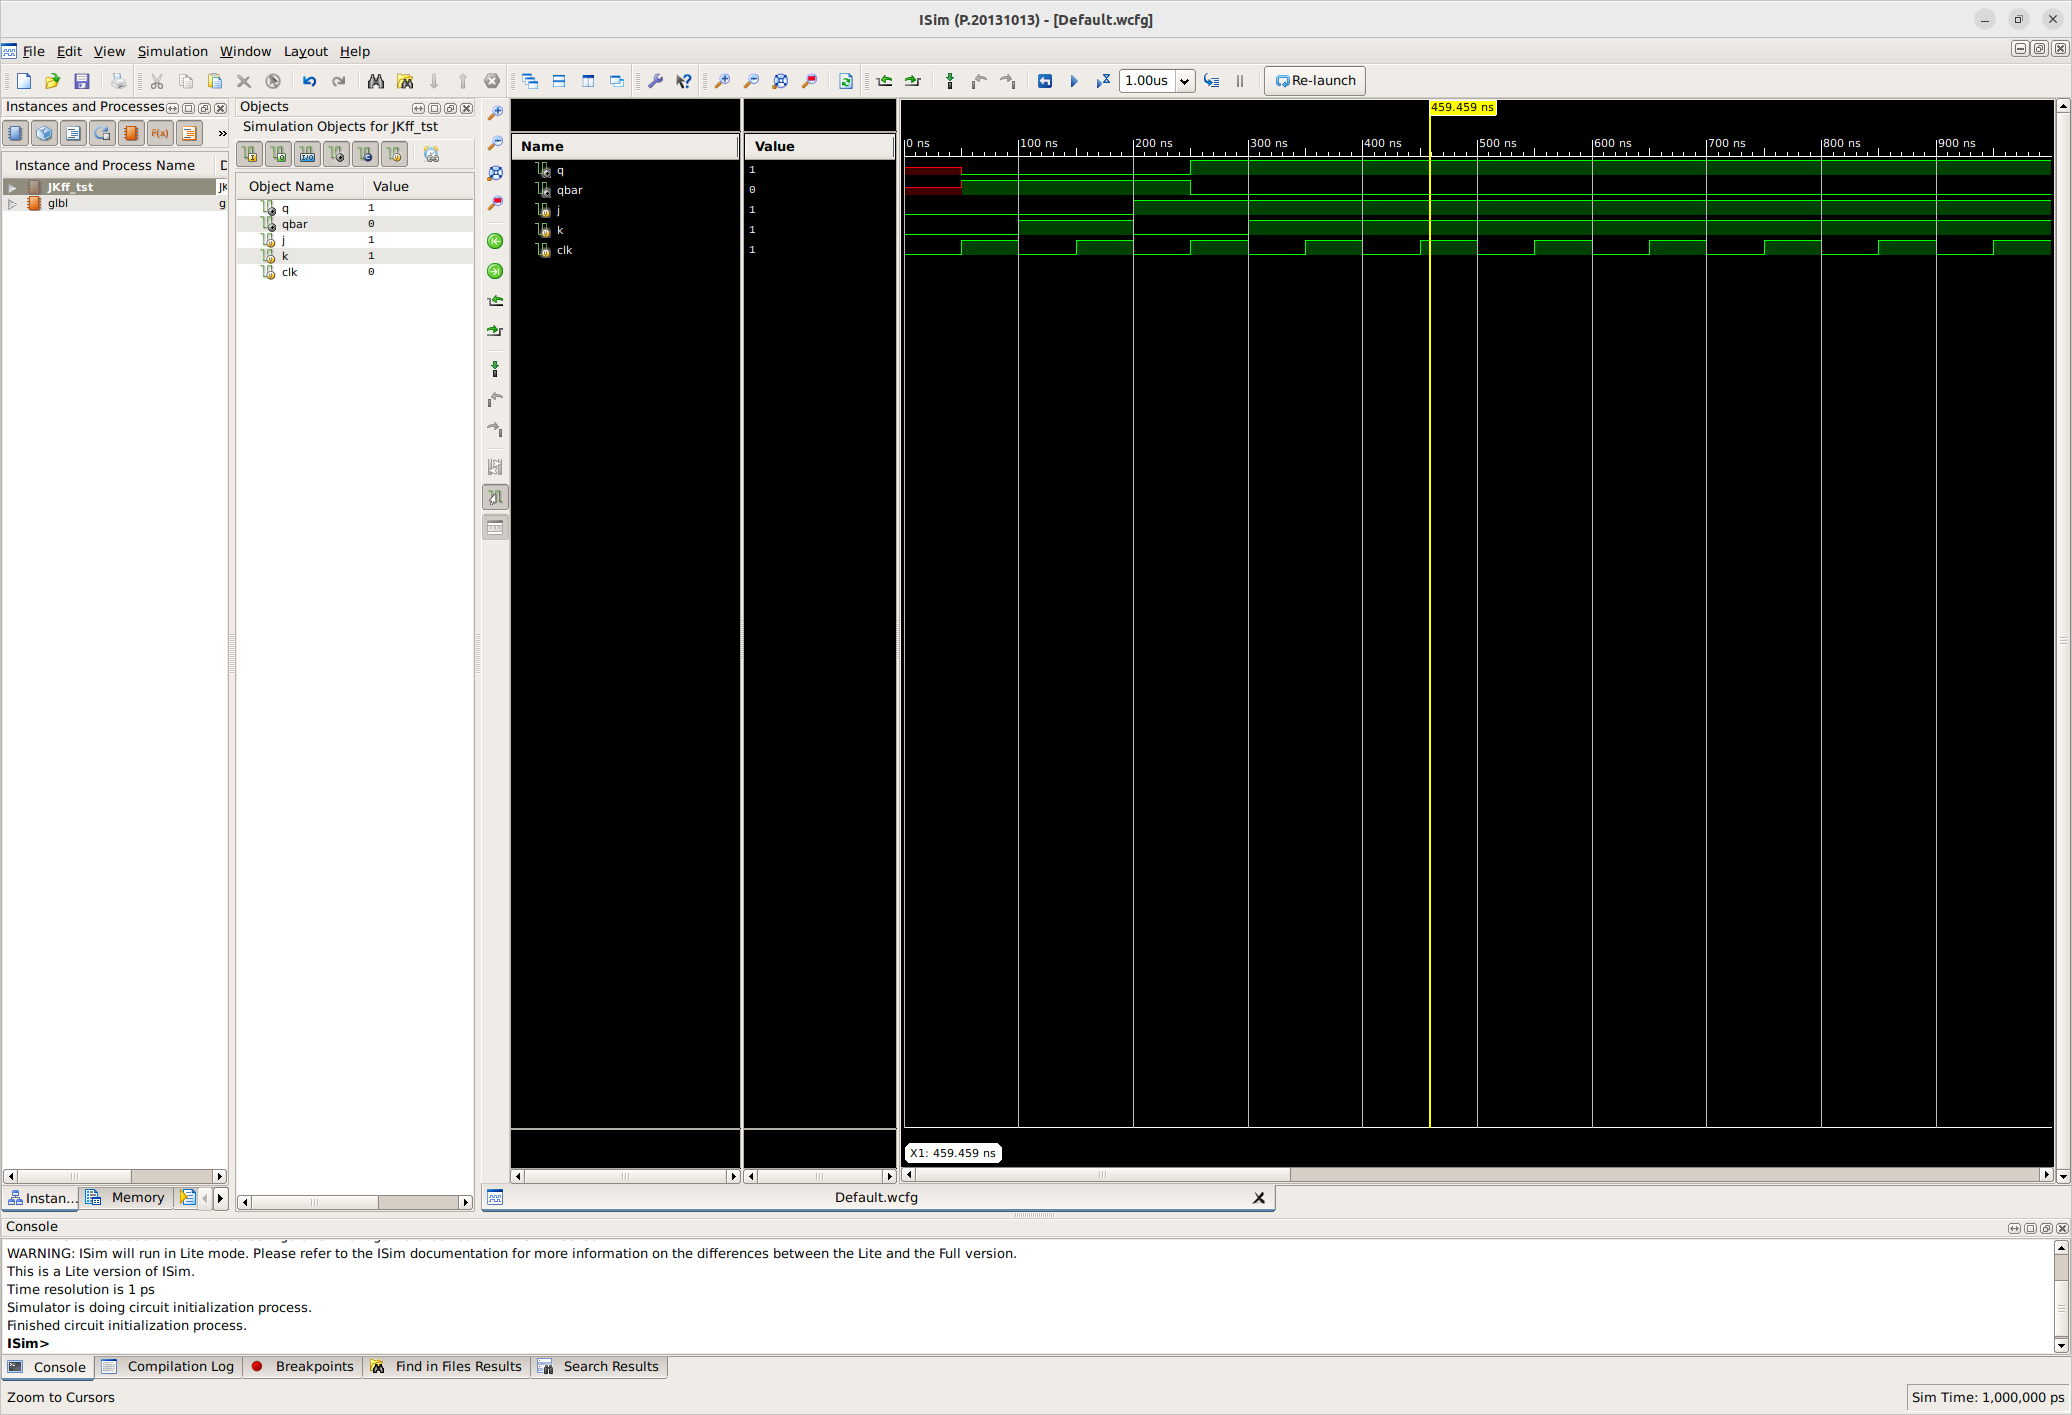 ISim (P.20131013) - [Default.wcfg]
File Edit View Simulation Window Layout Help
1.00us
Re-launch
Instances and Processes
Instance and Process Name D
JKff_tst JK
glbl g
Instan...
Memory
Objects
Simulation Objects for JKff_tst
Object Name Value
q 1
qbar 0
j 1
k 1
clk 0
Name Value
q 1
qbar 0
j 1
k 1
clk 1
459.459 ns
0 ns 100 ns 200 ns 300 ns 400 ns 500 ns 600 ns 700 ns 800 ns 900 ns
X1: 459.459 ns
Default.wcfg
Console
WARNING: ISim will run in Lite mode. Please refer to the ISim documentation for more information on the differences between the Lite and the Full version.
This is a Lite version of ISim.
Time resolution is 1 ps
Simulator is doing circuit initialization process.
Finished circuit initialization process.
ISim>
Console Compilation Log Breakpoints Find in Files Results Search Results
Zoom to Cursors
Sim Time: 1,000,000 ps